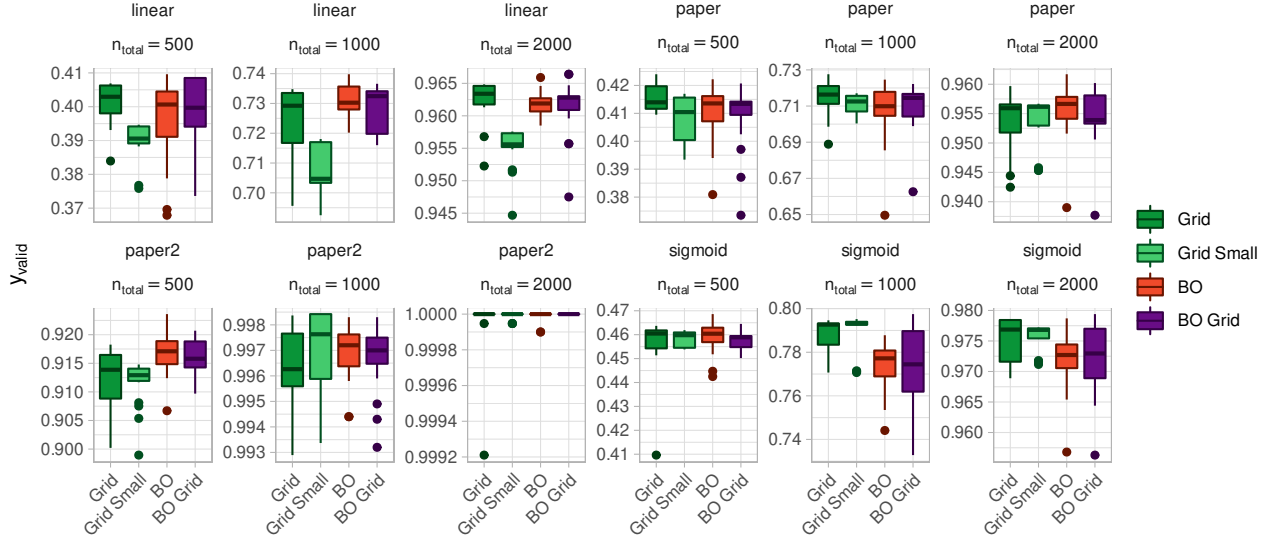 linear linear linear paper paper paper
n_total = 500 n_total = 1000 n_total = 2000 n_total = 500 n_total = 1000 n_total = 2000
0.41 0.40 0.39 0.38 0.37
0.74 0.73 0.72 0.71 0.70
0.965 0.960 0.955 0.950 0.945
0.42 0.41 0.40 0.39 0.38
0.73 0.71 0.69 0.67 0.65
0.960 0.955 0.950 0.945 0.940
y_valid
paper2 paper2 paper2 sigmoid sigmoid sigmoid
n_total = 500 n_total = 1000 n_total = 2000 n_total = 500 n_total = 1000 n_total = 2000
0.920 0.915 0.910 0.905 0.900
0.998 0.997 0.996 0.995 0.994 0.993
1.0000 0.9998 0.9996 0.9994 0.9992
0.47 0.46 0.45 0.44 0.43 0.42 0.41
0.80 0.78 0.76 0.74
0.980 0.975 0.970 0.965 0.960
Grid Grid Small BO BO Grid
Grid Grid Small BO BO Grid
Grid Grid Small BO BO Grid
Grid Grid Small BO BO Grid
Grid Grid Small BO BO Grid
Grid Grid Small BO BO Grid
Grid
Grid Small
BO
BO Grid